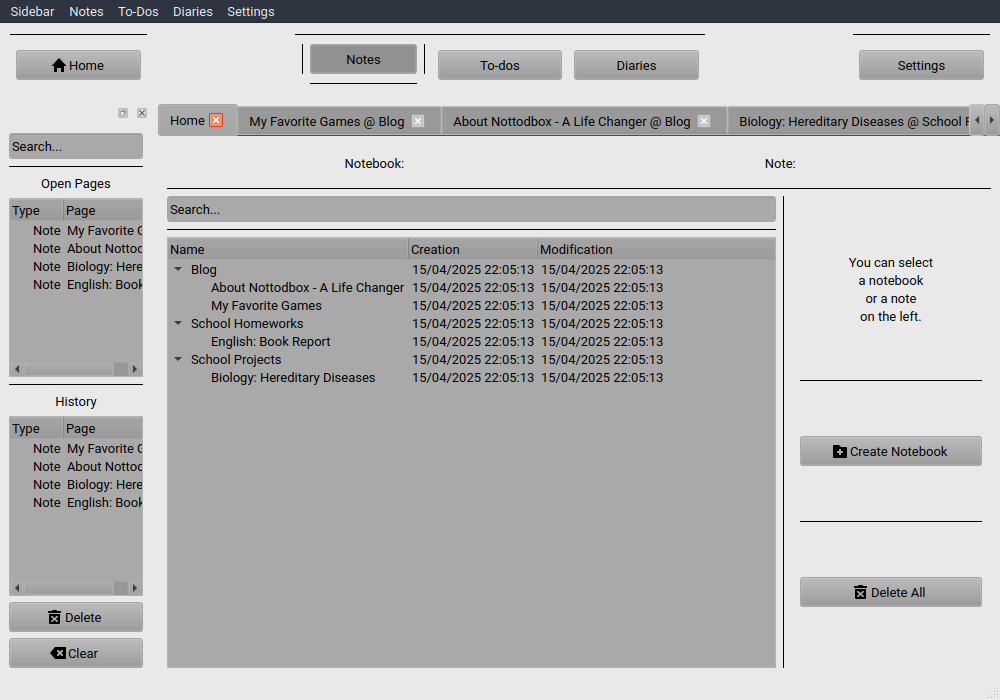 Sidebar Notes To-Dos Diaries Settings
Home Notes To-dos Diaries Settings
Home My Favorite Games @ Blog About Nottodbox - A Life Changer @ Blog Biology: Hereditary Diseases @ School
Search...
Open Pages
Type Page
Note My Favorite G
Note About Nottoc
Note Biology: Here
Note English: Book
History
Type Page
Note My Favorite G
Note About Nottoc
Note Biology: Here
Note English: Book
Delete
Clear
Notebook: Note:
Search...
Name Creation Modification
Blog 15/04/2025 22:05:13 15/04/2025 22:05:13
About Nottodbox - A Life Changer 15/04/2025 22:05:13 15/04/2025 22:05:13
My Favorite Games 15/04/2025 22:05:13 15/04/2025 22:05:13
School Homeworks 15/04/2025 22:05:13 15/04/2025 22:05:13
English: Book Report 15/04/2025 22:05:13 15/04/2025 22:05:13
School Projects 15/04/2025 22:05:13 15/04/2025 22:05:13
Biology: Hereditary Diseases 15/04/2025 22:05:13 15/04/2025 22:05:13
You can select
a notebook
or a note
on the left.
Create Notebook
Delete All